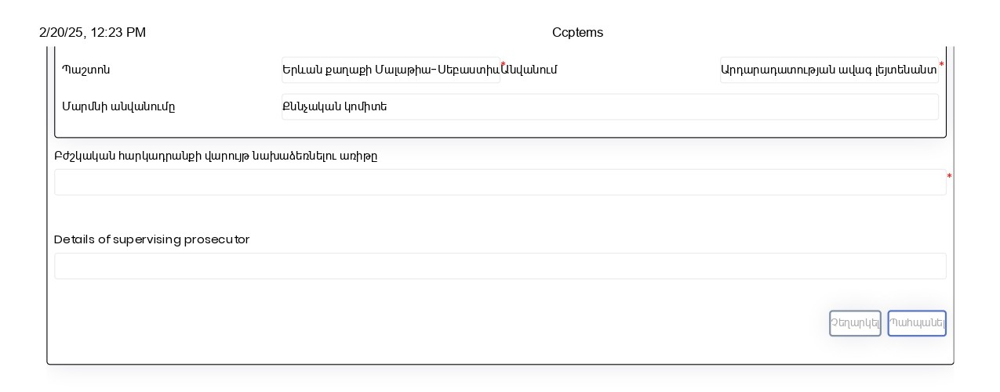 2/20/25, 12:23 PM Ccptems
Պաշտոն Երևան քաղաքի Մալաթիա-Սեբաստիա * Անվանում Արդարադատության ավագ լեյտենանտ *
Մարմնի անվանումը Քննչական կոմիտե
Բժշկական հարկադրանքի վարույթ նախաձեռնելու առիթը
*
Details of supervising prosecutor
Չեղարկել Պահպանել